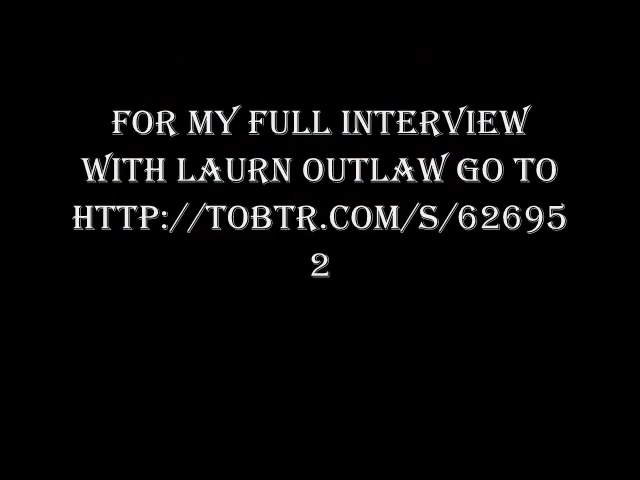 FOR MY FULL INTERVIEW
WITH LAURN OUTLAW GO TO
HTTP://TOBTR.COM/S/62695
2